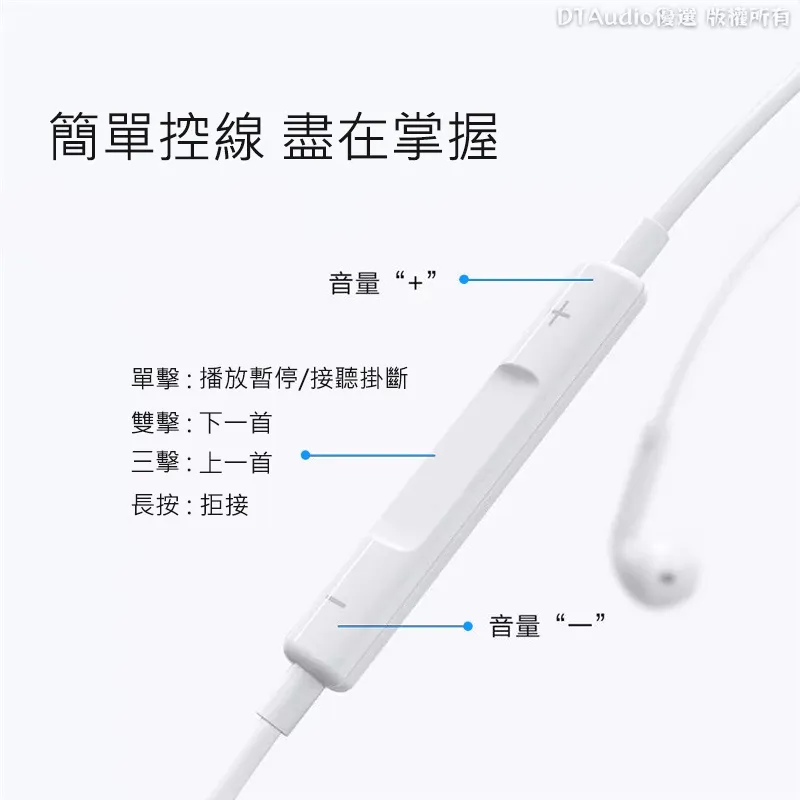 DTAudio優選 版權所有
簡單控線 盡在掌握
音量“+”
單擊 : 播放暫停/接聽掛斷
雙擊 : 下一首
三擊 : 上一首
長按 : 拒接
音量“一”